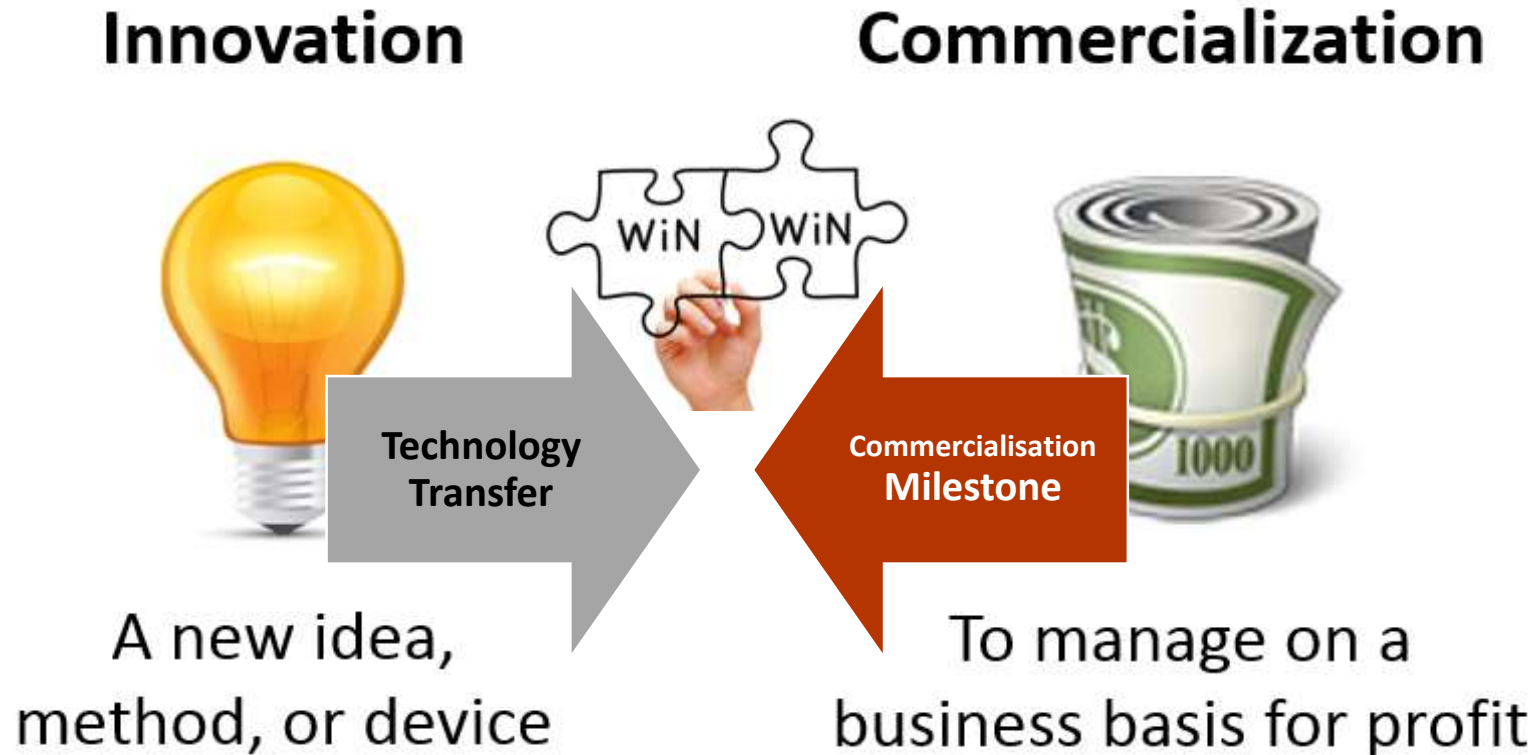 Innovation
Commercialization
WiN WiN
Technology
Transfer
Commercialisation
Milestone
1000
A new idea,
method, or device
To manage on a
business basis for profit